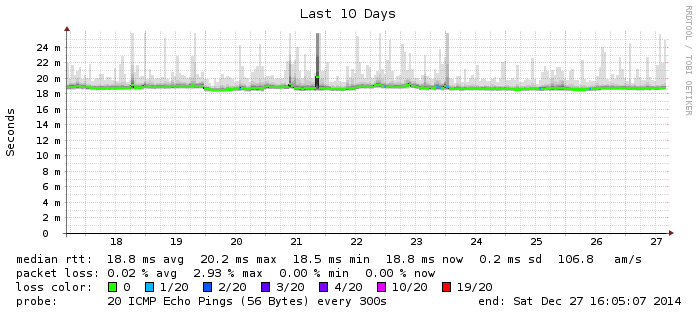 Last 10 Days
RRDTOOL / TOBI OETIKER
Seconds
24 m
22 m
20 m
18 m
16 m
14 m
12 m
10 m
8 m
6 m
4 m
2 m
0
18 19 20 21 22 23 24 25 26 27
median rtt: 18.8 ms avg 20.2 ms max 18.5 ms min 18.8 ms now 0.2 ms sd 106.8 am/s
packet loss: 0.02 % avg 2.93 % max 0.00 % min 0.00 % now
loss color: 0 1/20 2/20 3/20 4/20 10/20 19/20
probe: 20 ICMP Echo Pings (56 Bytes) every 300s end: Sat Dec 27 16:05:07 2014